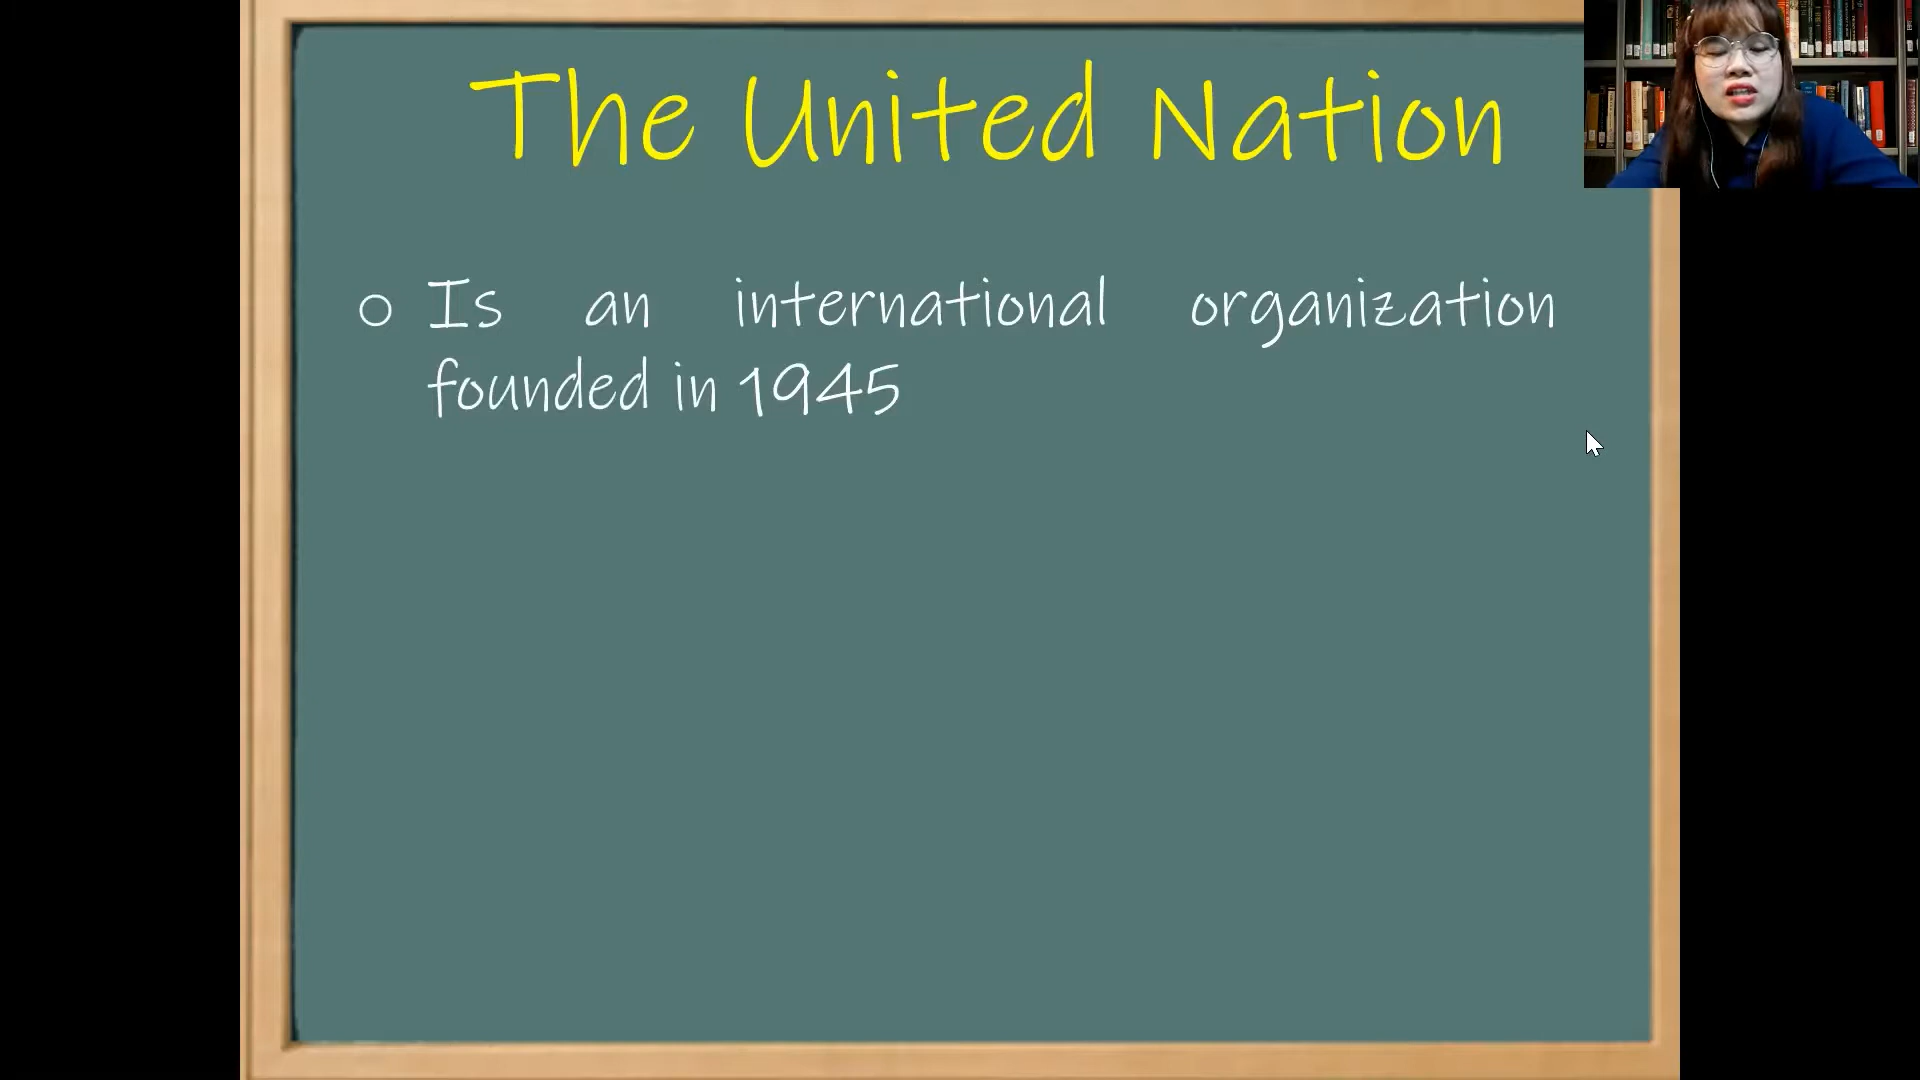 The United Nation
○ Is an international organization
founded in 1945